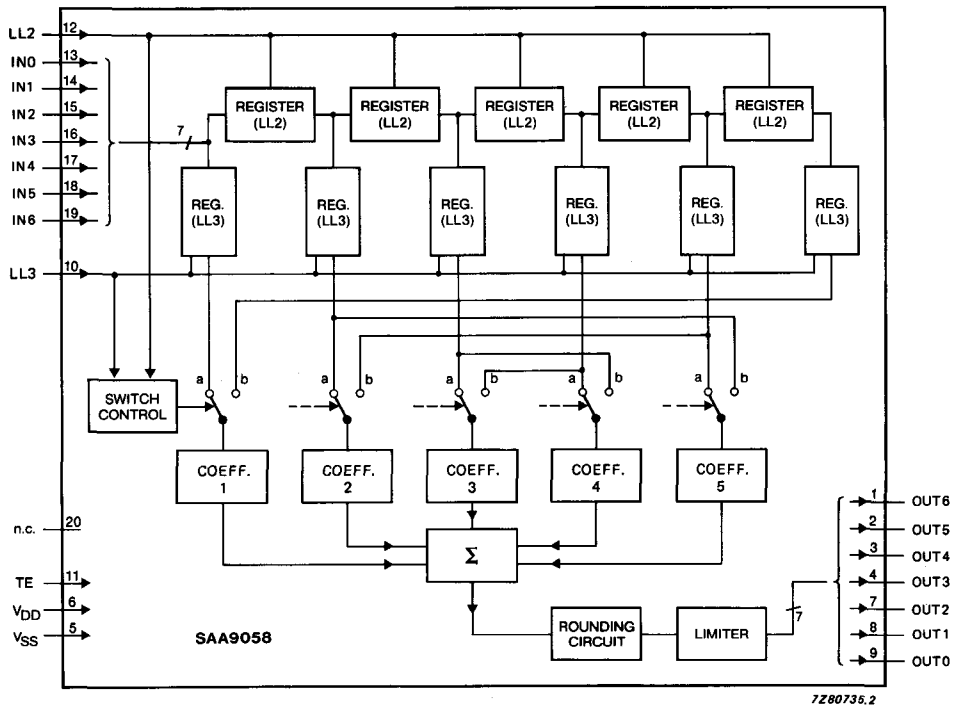 LL2 12
IN0 13
IN1 14
IN2 15
IN3 16
IN4 17
IN5 18
IN6 19
7
REGISTER
(LL2)
REGISTER
(LL2)
REGISTER
(LL2)
REGISTER
(LL2)
REGISTER
(LL2)
REG.
(LL3)
REG.
(LL3)
REG.
(LL3)
REG.
(LL3)
REG.
(LL3)
REG.
(LL3)
LL3 10
SWITCH
CONTROL
a b
a b
a b
a b
a b
COEFF.
1
COEFF.
2
COEFF.
3
COEFF.
4
COEFF.
5
Σ
n.c. 20
TE 11
VDD 6
VSS 5
SAA9058
ROUNDING
CIRCUIT
LIMITER
7
1 OUT6
2 OUT5
3 OUT4
4 OUT3
7 OUT2
8 OUT1
9 OUT0
7Z80735.2